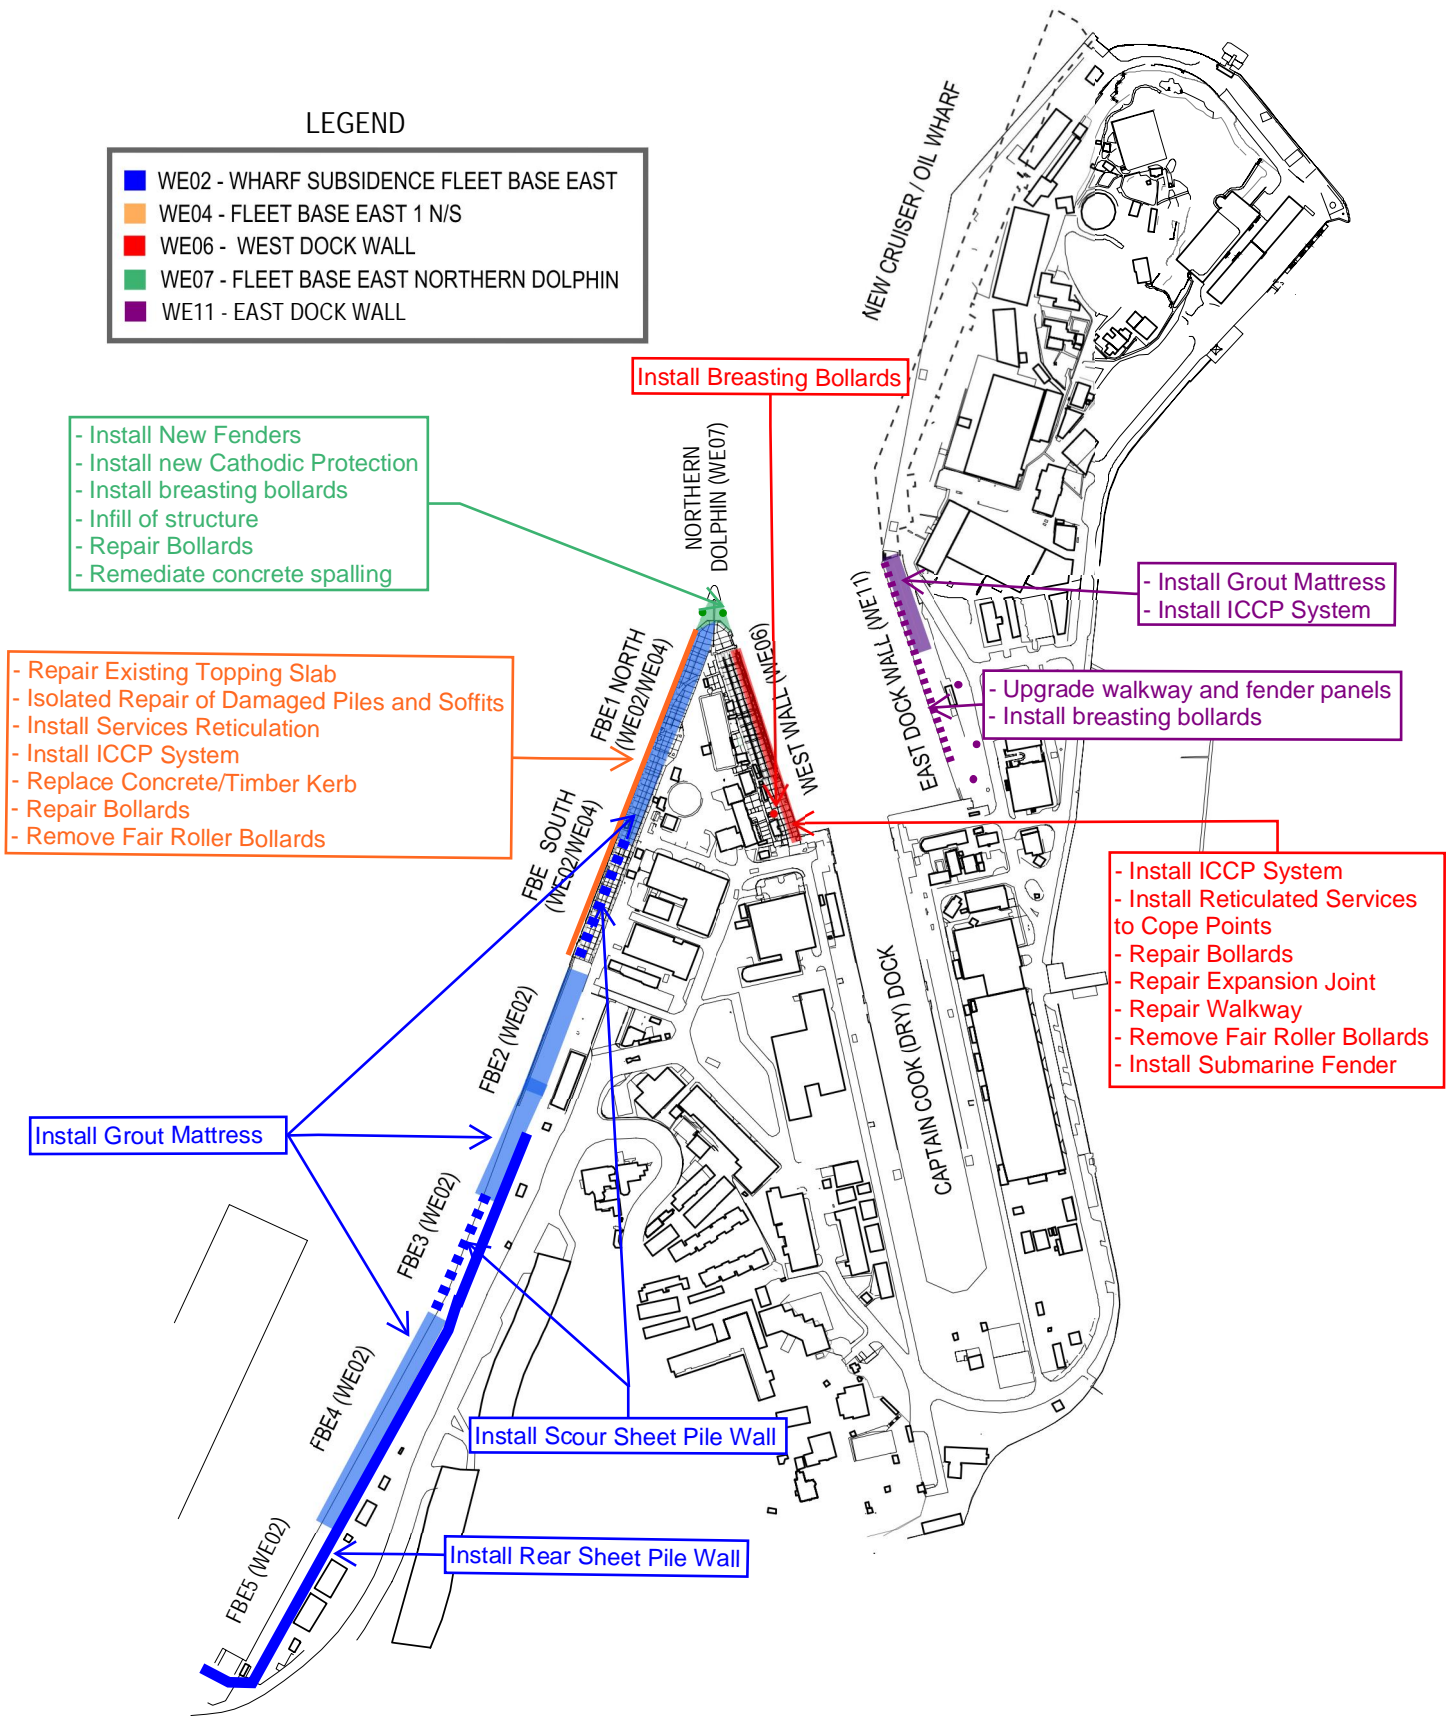 LEGEND
WE02 - WHARF SUBSIDENCE FLEET BASE EAST
WE04 - FLEET BASE EAST 1 N/S
WE06 - WEST DOCK WALL
WE07 - FLEET BASE EAST NORTHERN DOLPHIN
WE11 - EAST DOCK WALL
NEW CRUISER / OIL WHARF
Install Breasting Bollards
- Install New Fenders
- Install new Cathodic Protection
- Install breasting bollards
- Infill of structure
- Repair Bollards
- Remediate concrete spalling
NORTHERN
DOLPHIN (WE07)
- Install Grout Mattress
- Install ICCP System
EAST DOCK WALL (WE11)
WEST WALL (WE06)
FBE1 NORTH
(WE02/WE04)
- Repair Existing Topping Slab
- Isolated Repair of Damaged Piles and Soffits
- Install Services Reticulation
- Install ICCP System
- Replace Concrete/Timber Kerb
- Repair Bollards
- Remove Fair Roller Bollards
- Upgrade walkway and fender panels
- Install breasting bollards
FBE SOUTH
(WE02/WE04)
- Install ICCP System
- Install Reticulated Services
to Cope Points
- Repair Bollards
- Repair Expansion Joint
- Repair Walkway
- Remove Fair Roller Bollards
- Install Submarine Fender
CAPTAIN COOK (DRY) DOCK
FBE2 (WE02)
Install Grout Mattress
FBE3 (WE02)
FBE4 (WE02)
Install Scour Sheet Pile Wall
FBE5 (WE02)
Install Rear Sheet Pile Wall